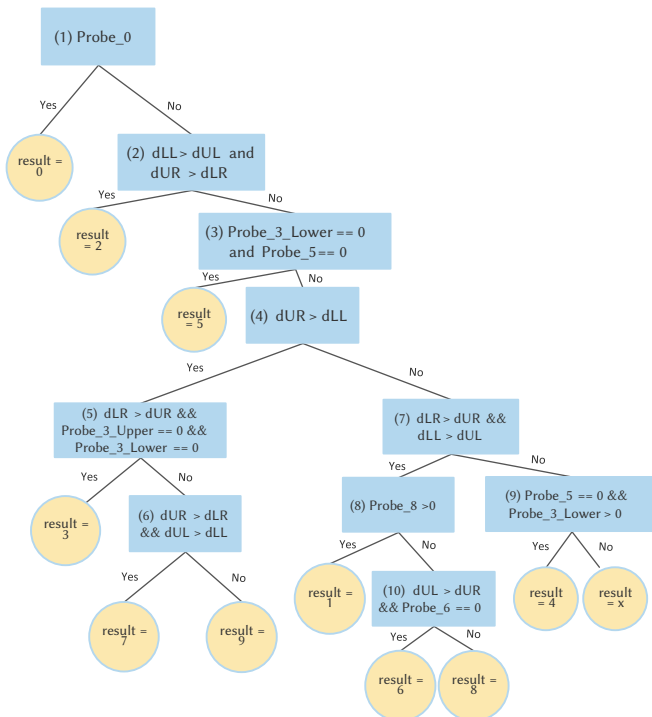 (1) Probe_0
Yes
No
result =
0
(2) dLL> dUL and
dUR > dLR
Yes
No
result
= 2
(3) Probe_3_Lower == 0
and Probe_5== 0
Yes
No
result
= 5
(4) dUR > dLL
Yes
No
(5) dLR > dUR &&
Probe_3_Upper == 0 &&
Probe_3_Lower == 0
(7) dLR> dUR &&
dLL> dUL
Yes
No
Yes
No
result =
3
(6) dUR > dLR
&& dUL > dLL
(8) Probe_8 >0
(9) Probe_5 == 0 &&
Probe_3_Lower > 0
Yes
No
Yes
No
Yes
No
result =
7
result =
9
result =
1
(10) dUL > dUR
&& Probe_6 == 0
result
= 4
result
= x
Yes
No
result =
6
result =
8